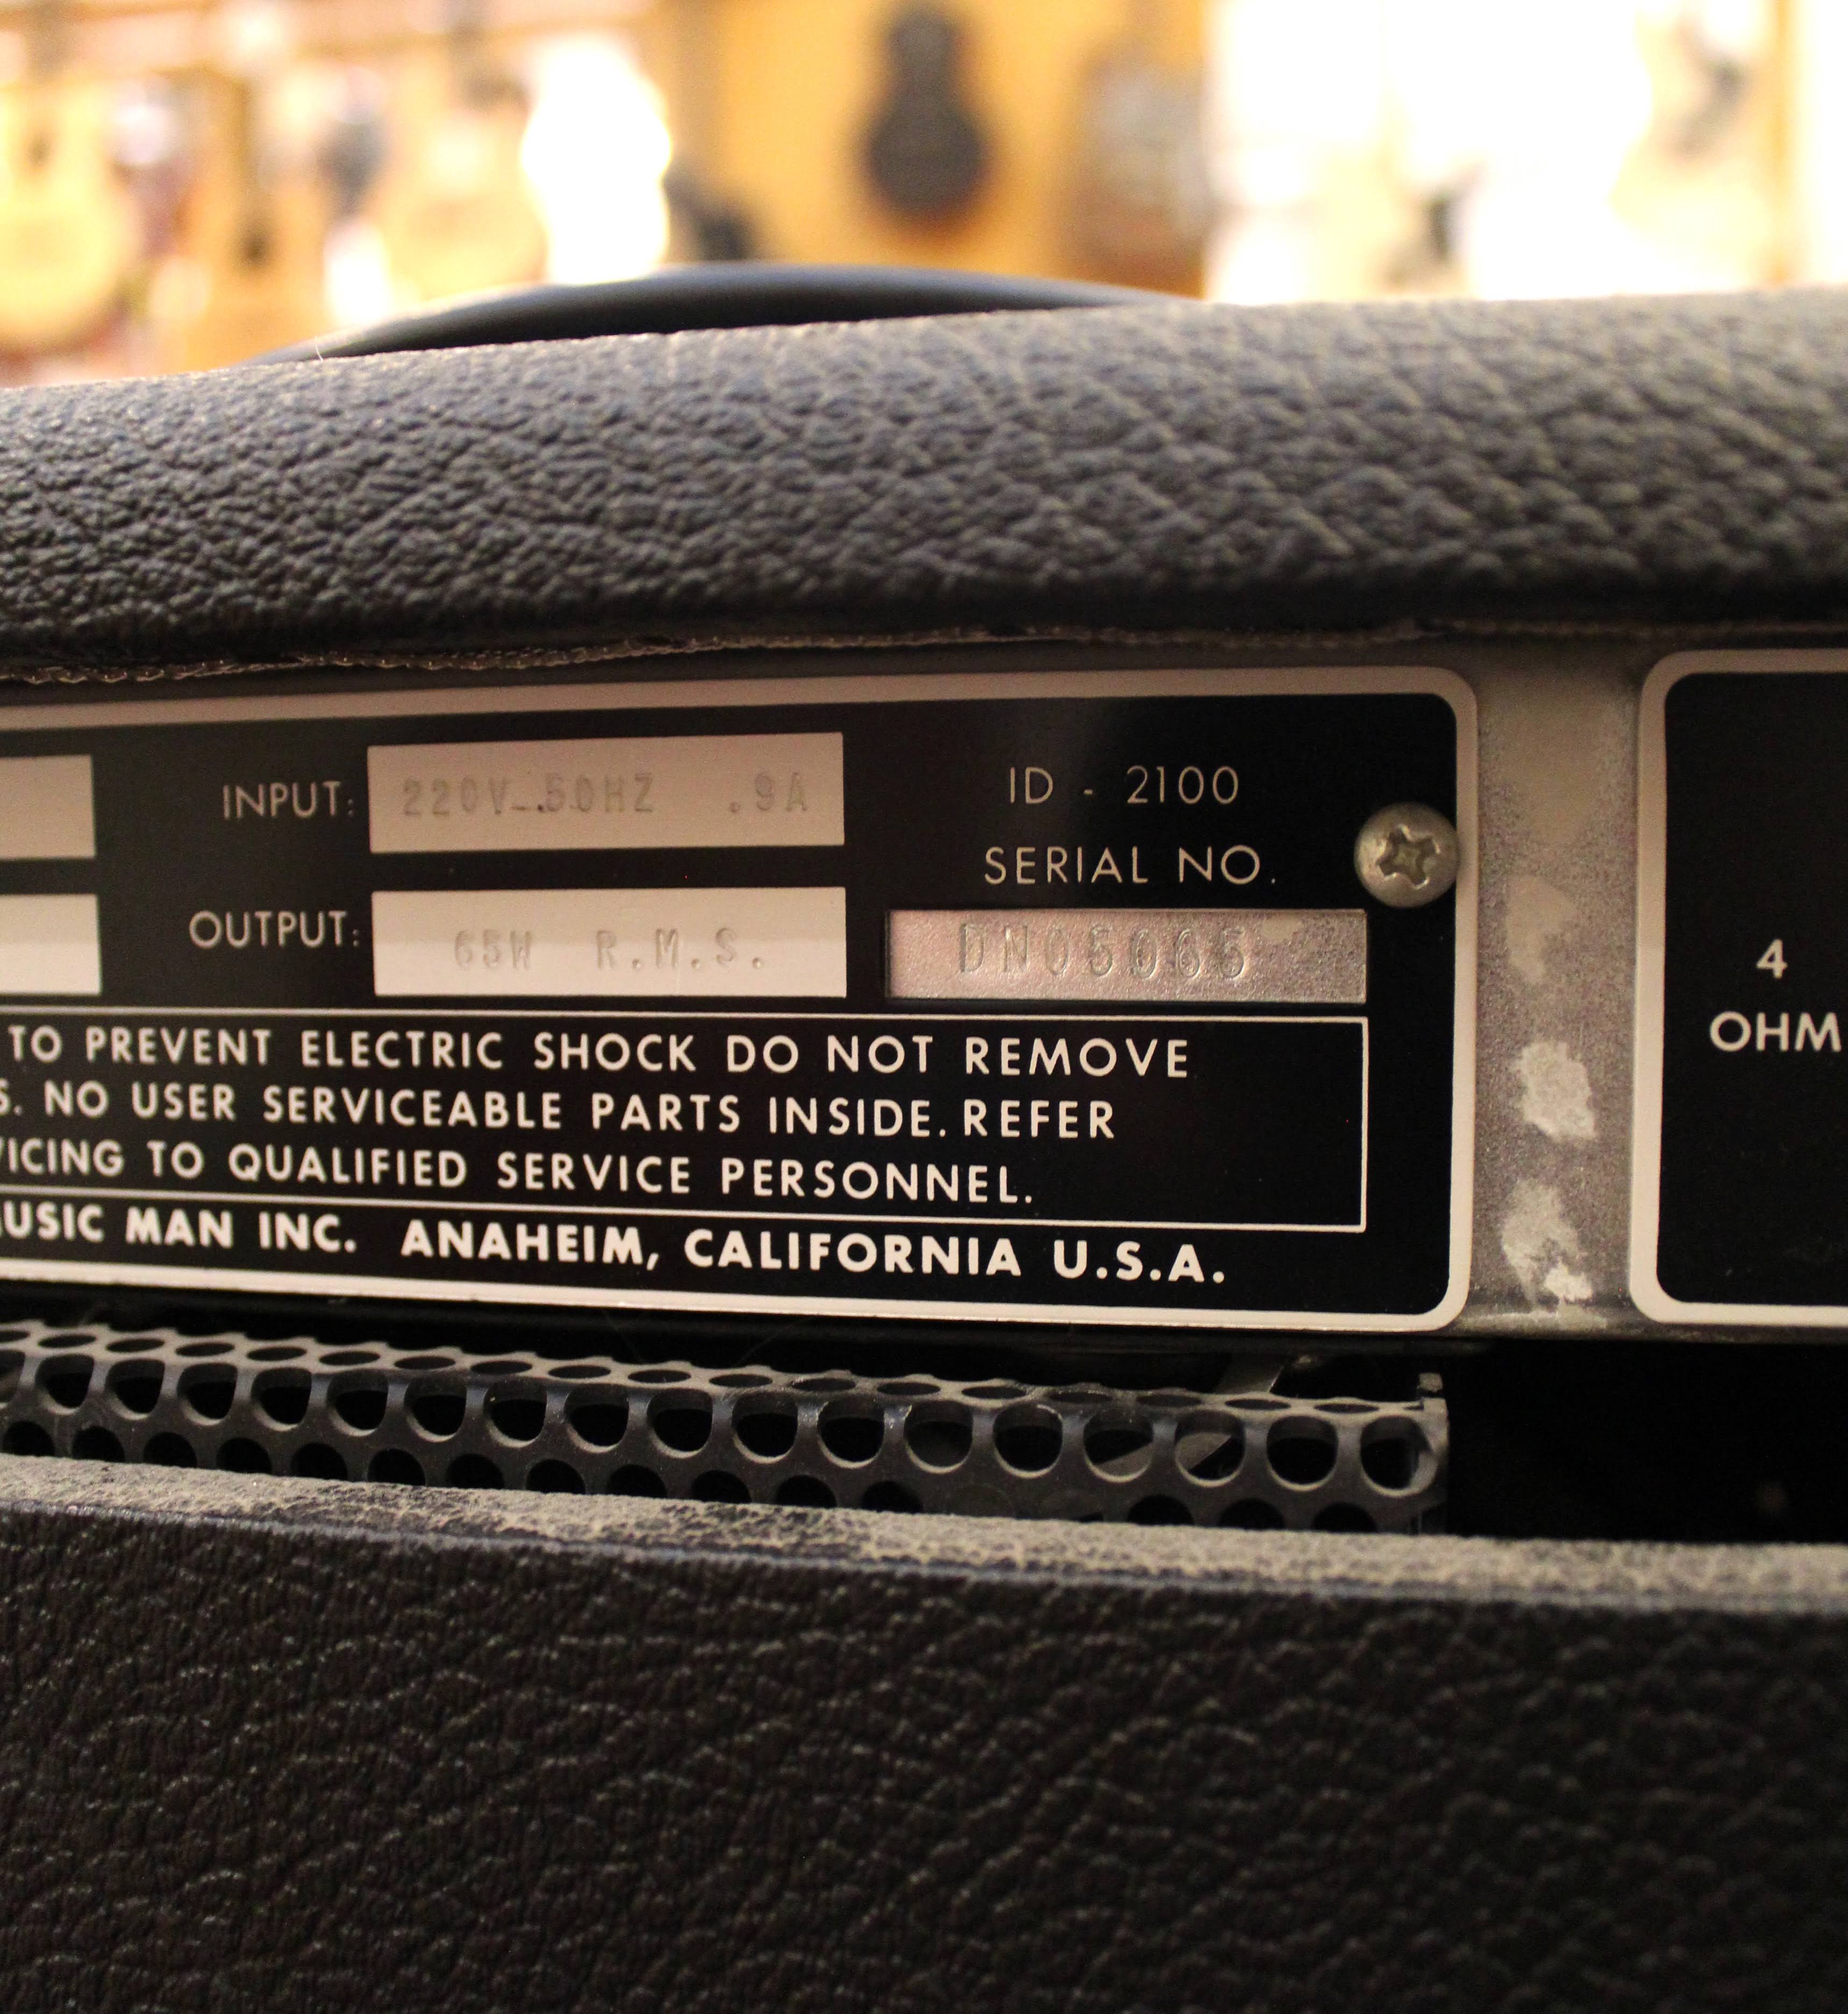 INPUT: 220V 50HZ .9A
OUTPUT: 65W R.M.S.
ID - 2100
SERIAL NO.
DN05065
TO PREVENT ELECTRIC SHOCK DO NOT REMOVE
S. NO USER SERVICEABLE PARTS INSIDE. REFER
VICING TO QUALIFIED SERVICE PERSONNEL.
MUSIC MAN INC. ANAHEIM, CALIFORNIA U.S.A.
4
OHM